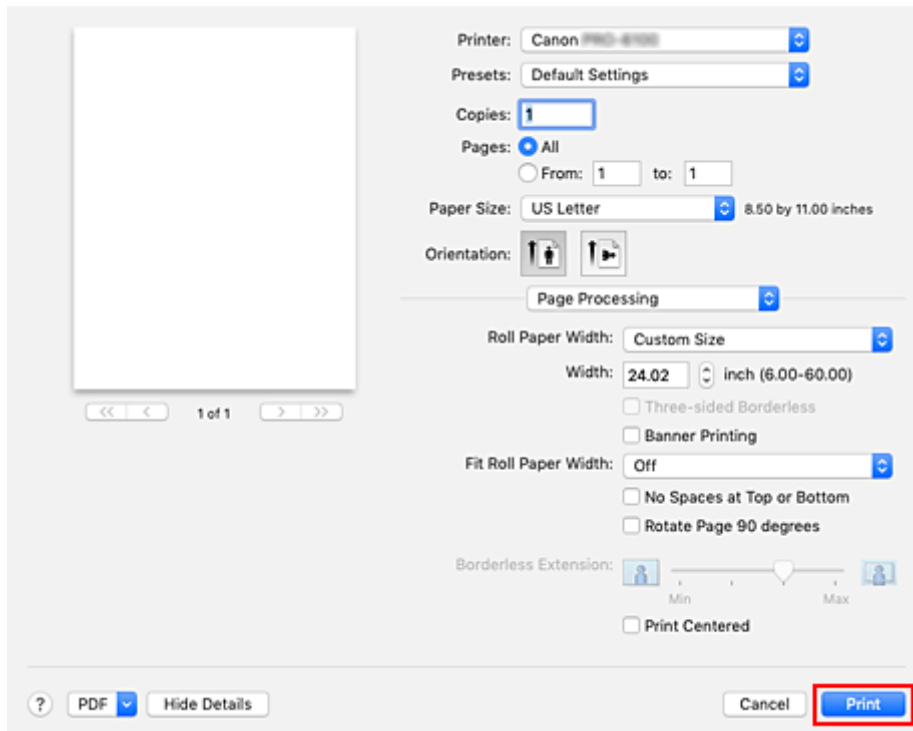 Printer: Canon
Presets: Default Settings
Copies: 1
Pages: All
From: 1 to: 1
Paper Size: US Letter 8.50 by 11.00 inches
Orientation:
Page Processing
Roll Paper Width: Custom Size
Width: 24.02 inch (6.00-60.00)
Three-sided Borderless
1 of 1
Banner Printing
Fit Roll Paper Width: Off
No Spaces at Top or Bottom
Rotate Page 90 degrees
Borderless Extension:
Min Max
Print Centered
? PDF Hide Details Cancel Print